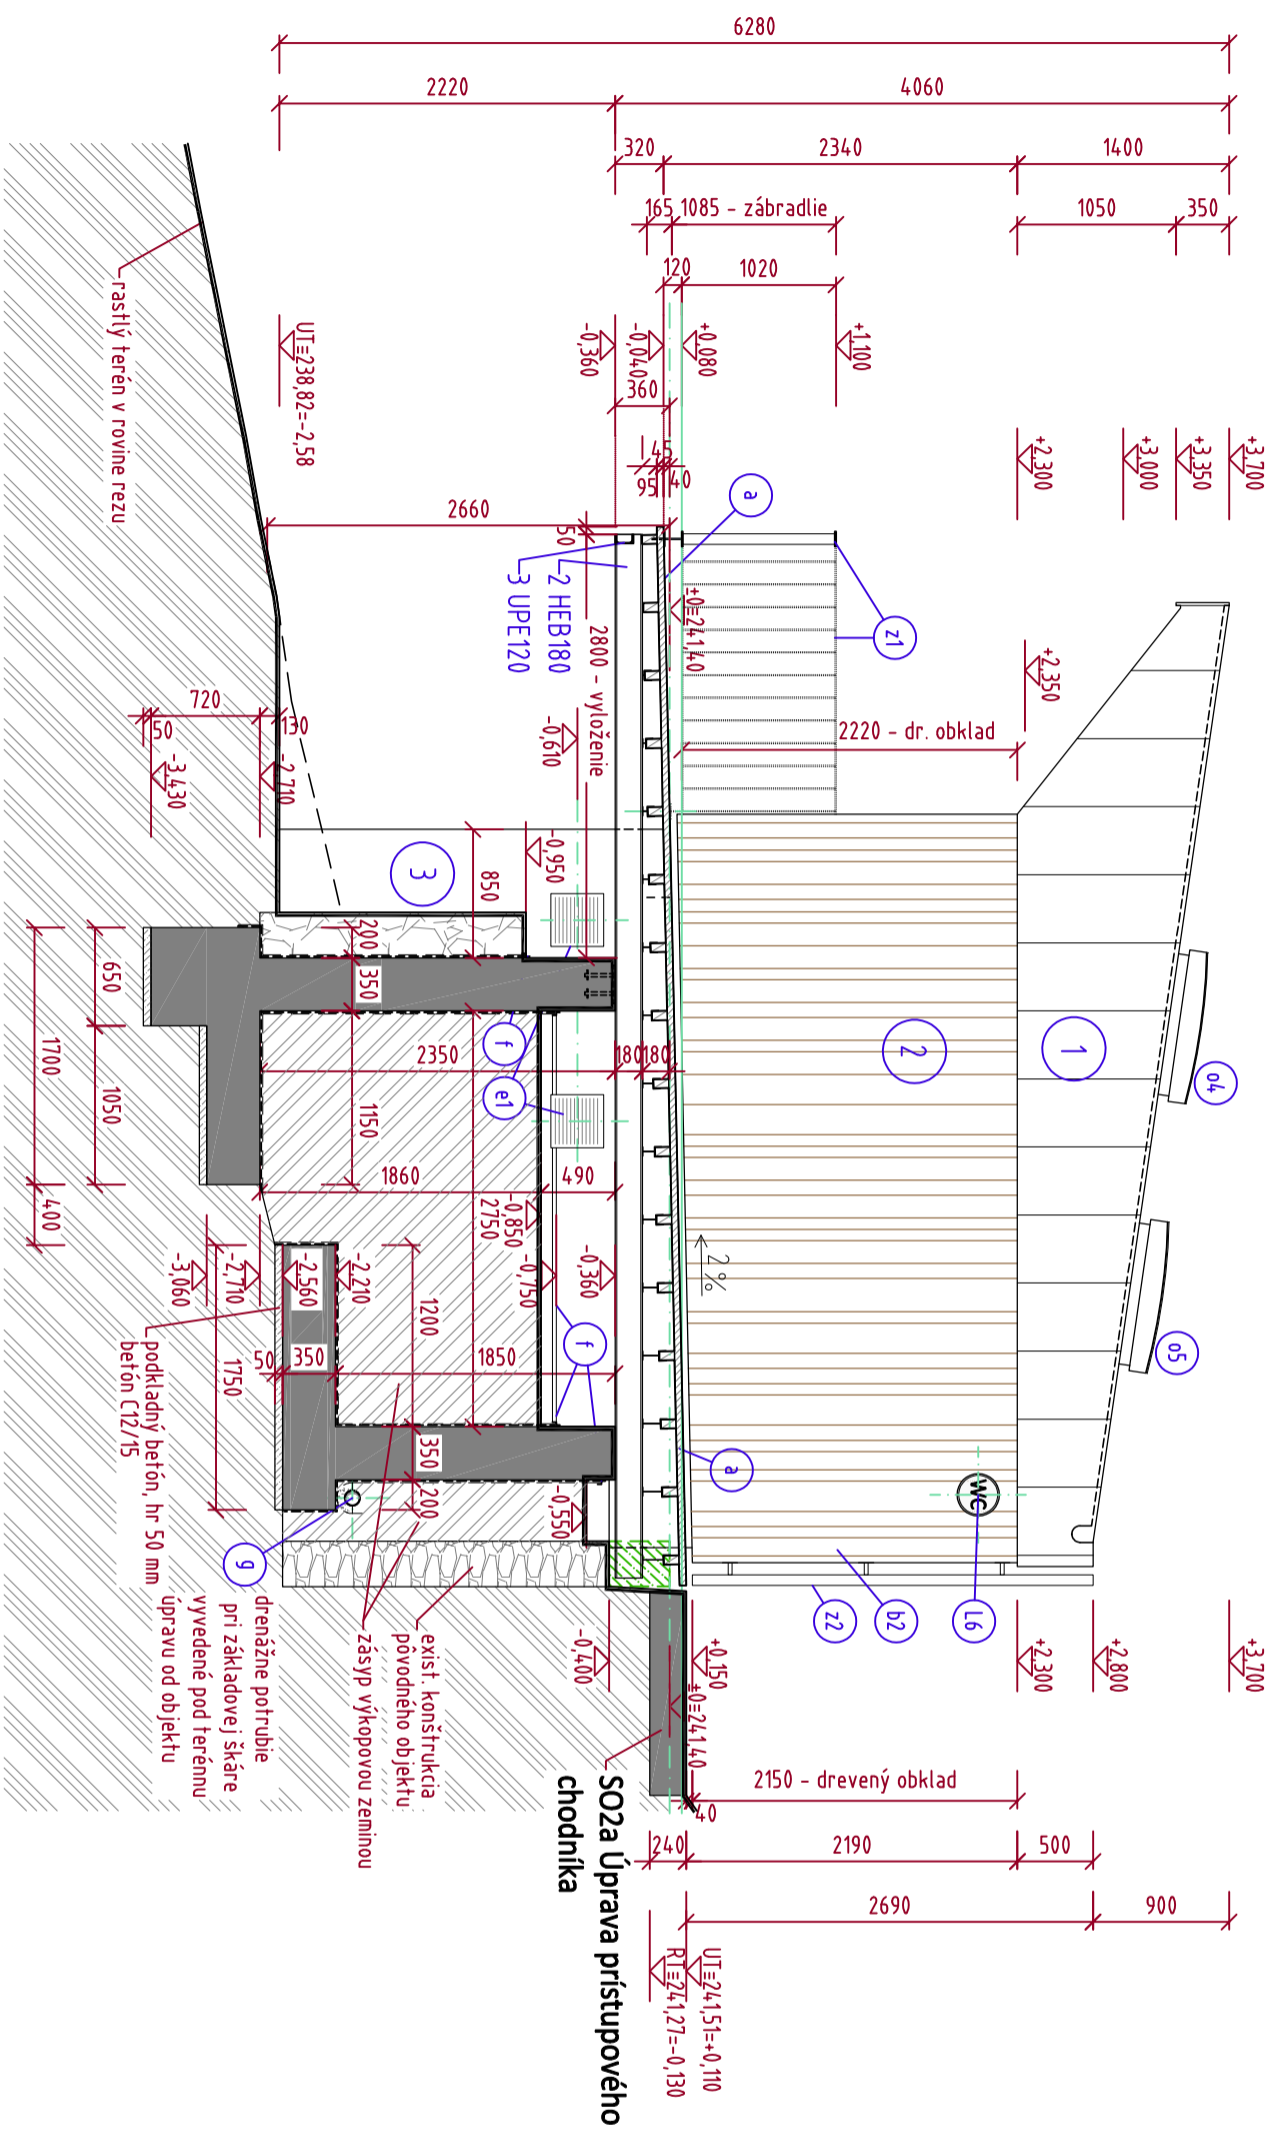 6280
2220
4060
320
2340
1400
165
1085 - zábradlie
1050
350
120
1020
UT=238,82=-2,58
-0,360
-0,040
+0,080
+1,100
360
+2,300
+3,000
+3,350
+3,700
145
95
40
a
rastlý terén v rovine rezu
2660
50
2 HEB180
3 UPE120
±0=241,40
z1
2800 - vyloženie
+2,350
720
130
50
-3,430
-2,710
-0,610
2220 - dr. obklad
3
-0,950
850
200
350
650
1700
1050
1150
2350
f
e1
180
180
2
1
o4
400
1860
490
-0,850
2750
-0,750
-0,360
2%
-3,060
-2,710
-2,560
-2,210
1200
f
50
350
1850
1750
o5
podkladný betón, hr 50 mm
betón C12/15
350
200
a
WC
-0,550
g
z2
b2
L6
drenážne potrubie
pri základovej škáre
vyvedené pod terénnu
úpravu od objektu
exist. konštrukcia
pôvodného objektu
zásyp výkopovou zeminou
-0,400
+0,150
±0=241,40
+2,300
+2,800
+3,700
SO2a Úprava prístupového
chodníka
2150 - drevený obklad
40
240
2190
500
2690
900
UT=241,51=+0,110
RT=241,27=-0,130